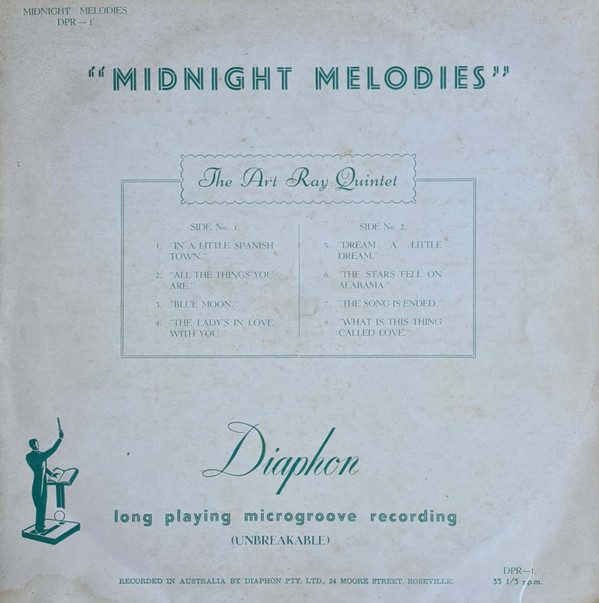 MIDNIGHT MELODIES
DPR — 1.
"MIDNIGHT MELODIES"
The Art Ray Quintet
SIDE No. 1.
1. "IN A LITTLE SPANISH
TOWN."
2. "ALL THE THINGS YOU
ARE."
3. "BLUE MOON."
4. "THE LADY'S IN LOVE
WITH YOU."
SIDE No. 2.
5. "DREAM A LITTLE
DREAM."
6. "THE STARS FELL ON
ALABAMA."
7. "THE SONG IS ENDED."
8. "WHAT IS THIS THING
CALLED LOVE."
Diaphon
long playing microgroove recording
(UNBREAKABLE)
DPR—1.
RECORDED IN AUSTRALIA BY DIAPHON PTY. LTD., 24 MOORE STREET, ROSEVILLE.
33 1/3 r.p.m.